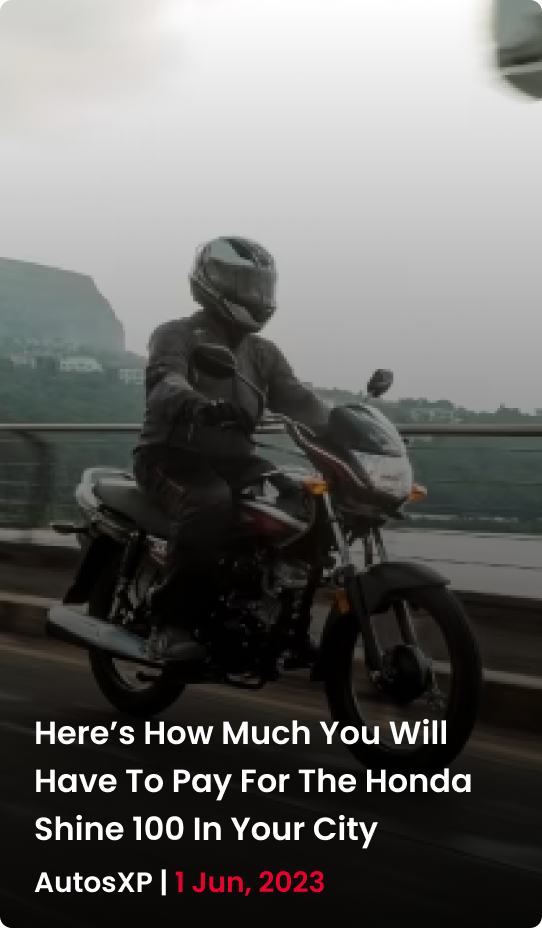 Here’s How Much You Will
Have To Pay For The Honda
Shine 100 In Your City
AutosXP | 1 Jun, 2023